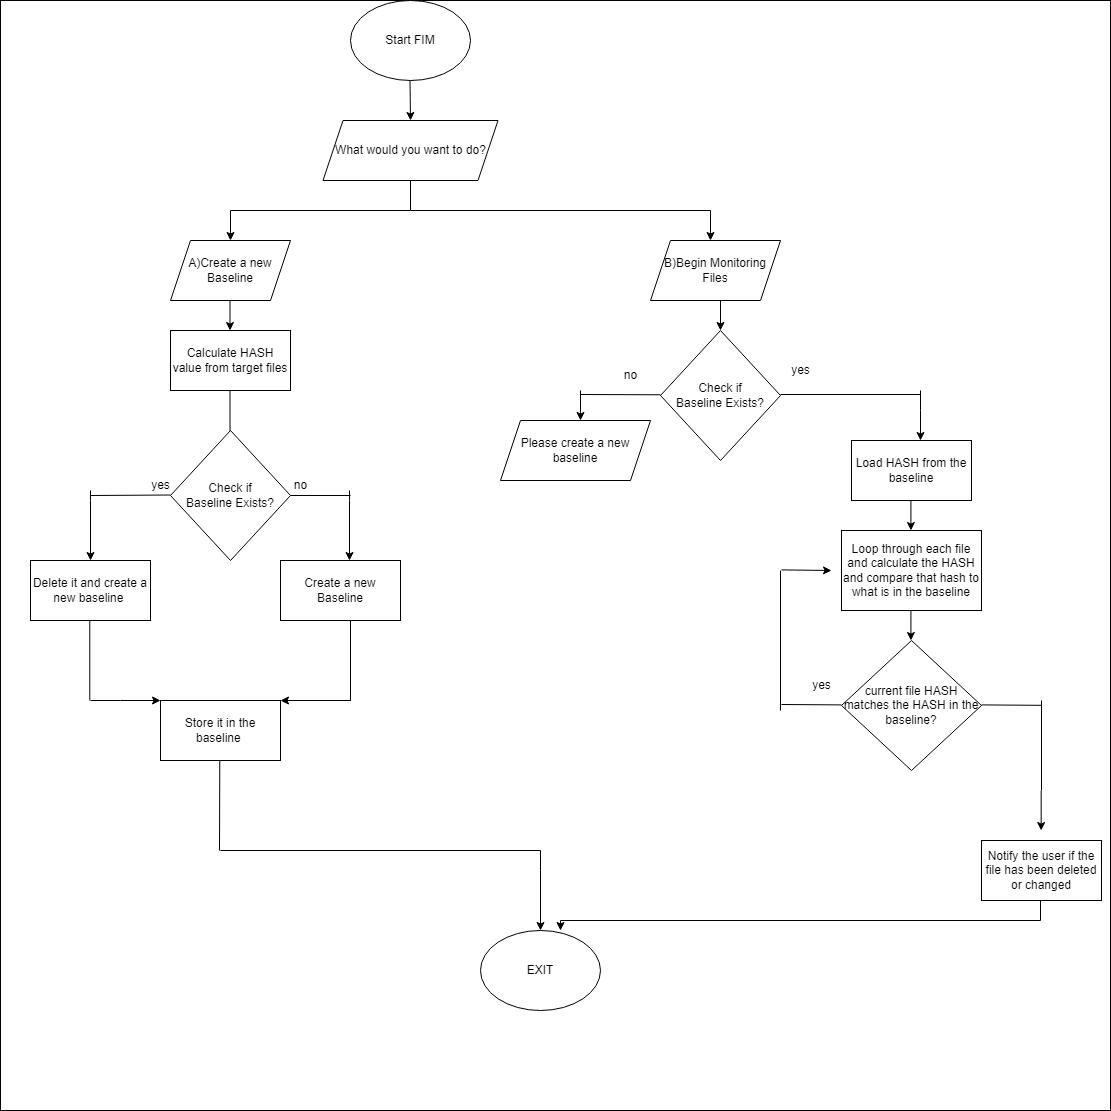 Start FIM
What would you want to do?
A)Create a new
Baseline
B)Begin Monitoring
Files
Calculate HASH
value from target files
no
Check if
Baseline Exists?
yes
Please create a new
baseline
Load HASH from the
baseline
yes
Check if
Baseline Exists?
no
Loop through each file
and calculate the HASH
and compare that hash to
what is in the baseline
Delete it and create a
new baseline
Create a new
Baseline
yes
current file HASH
matches the HASH in the
baseline?
Store it in the
baseline
Notify the user if the
file has been deleted
or changed
EXIT